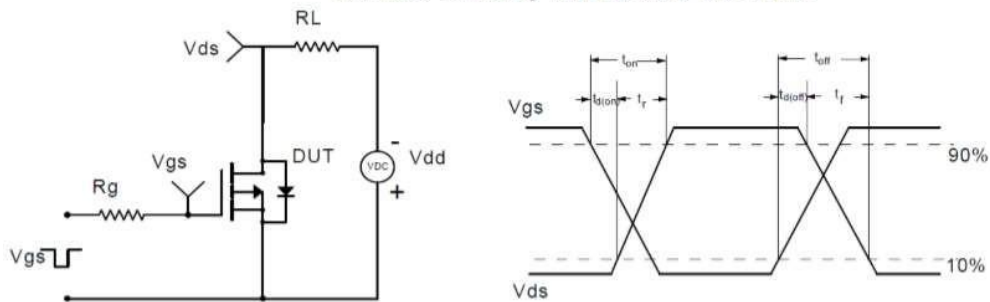 RL
Vds
Vgs
DUT
VDC
-
Vdd
+
Rg
Vgs
ton
toff
td(on)
tr
td(off)
tf
Vgs
90%
10%
Vds